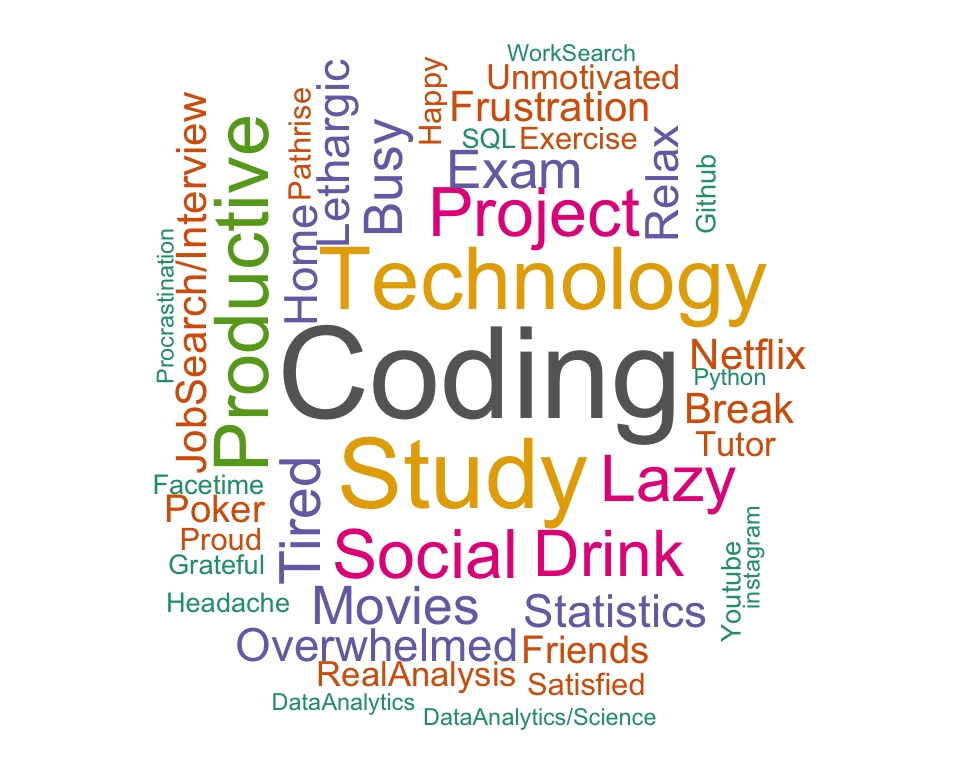 WorkSearch
Unmotivated
Happy
Frustration
Lethargic
Pathrise
JobSearch/Interview
Productive
Busy
SQL
Exercise
Exam
Relax
Github
Project
Home
Technology
Procrastination
Coding
Netflix
Python
Break
Tutor
Study
Lazy
Tired
Facetime
Poker
Proud
Grateful
Social
Drink
Youtube
instagram
Headache
Movies
Statistics
Overwhelmed
Friends
RealAnalysis
Satisfied
DataAnalytics
DataAnalytics/Science